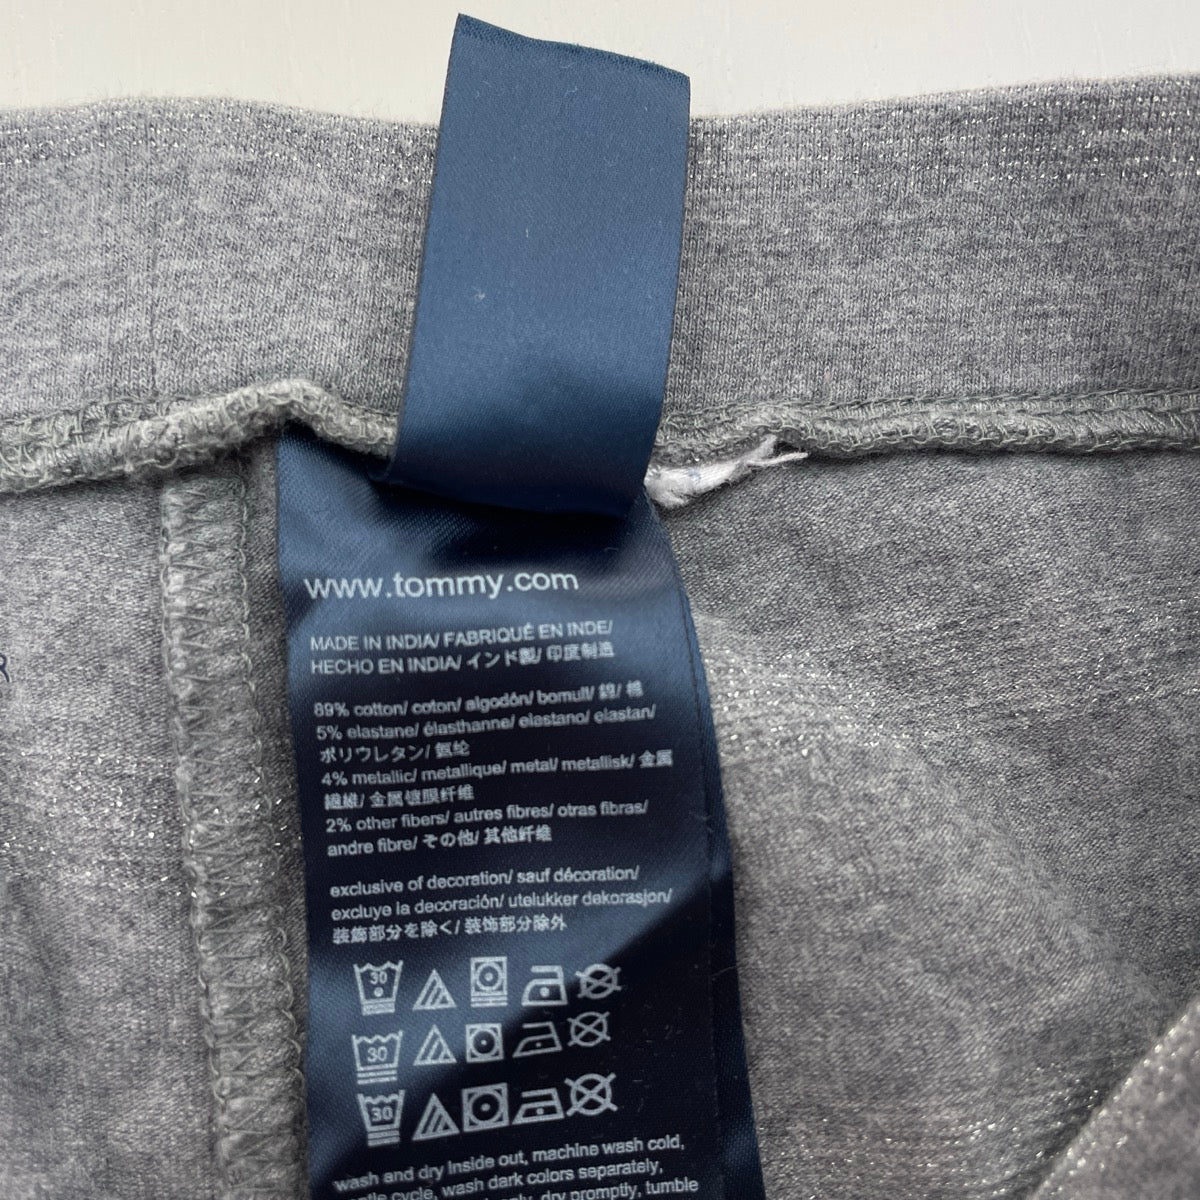 www.tommy.com
MADE IN INDIA/ FABRIQUÉ EN INDE/
HECHO EN INDIA/ インド製/ 印度制造
89% cotton/ coton/ algodón/ bomull/ 綿/ 棉
5% elastane/ élasthanne/ elastano/ elastan/
ポリウレタン/ 氨纶
4% metallic/ metallique/ metal/ metallisk/ 金属
繊維/ 金属镀膜纤维
2% other fibers/ autres fibres/ otras fibras/
andre fibre/ その他/ 其他纤维
exclusive of decoration/ sauf décoration/
excluye la decoración/ utelukker dekorasjon/
装飾部分を除く/ 装饰部分除外
30
30
30
wash and dry inside out, machine wash cold,
cycle, wash dark colors separately,
dry promptly, tumble
R